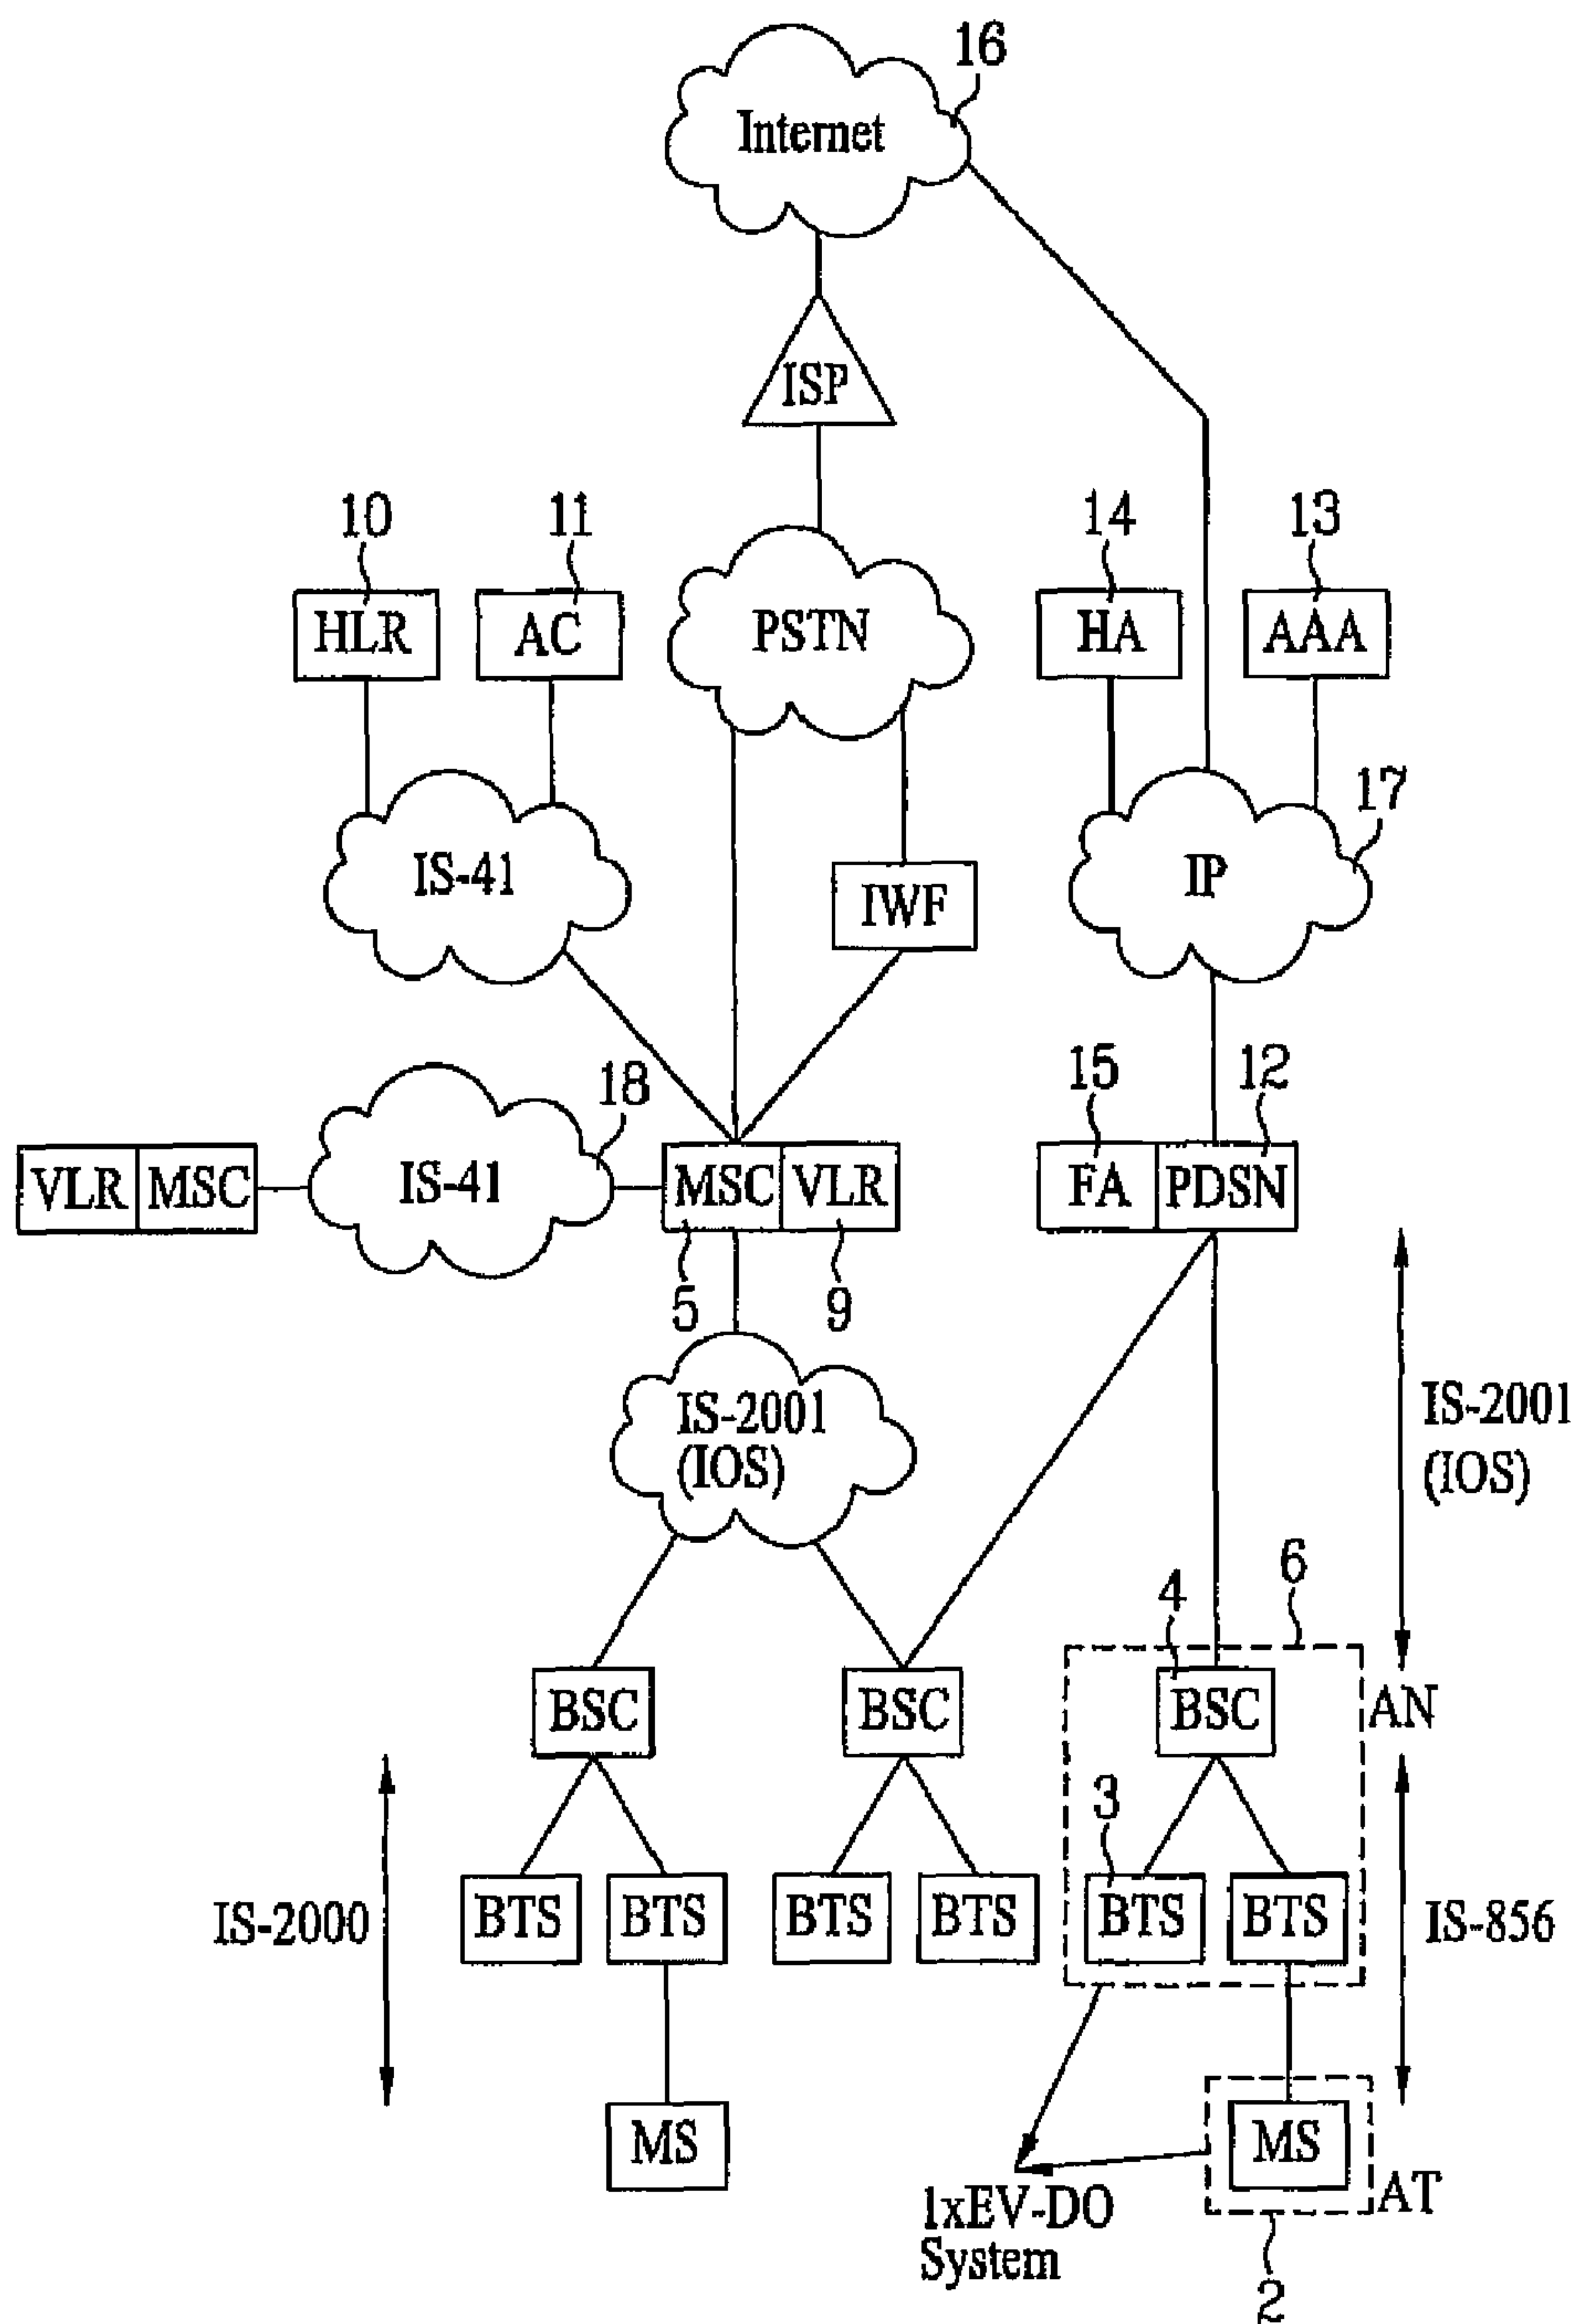 16
Internet
ISP
10
11
14
13
HLR
AC
PSTN
HA
AAA
17
IS-41
IWF
IP
18
15
12
VLR
MSC
IS-41
MSC
VLR
FA
PDSN
5
9
IS-2001
(IOS)
IS-2001
(IOS)
6
4
BSC
BSC
BSC
AN
3
IS-2000
BTS
BTS
BTS
BTS
BTS
BTS
IS-856
MS
MS
AT
1xEV-DO
System
2